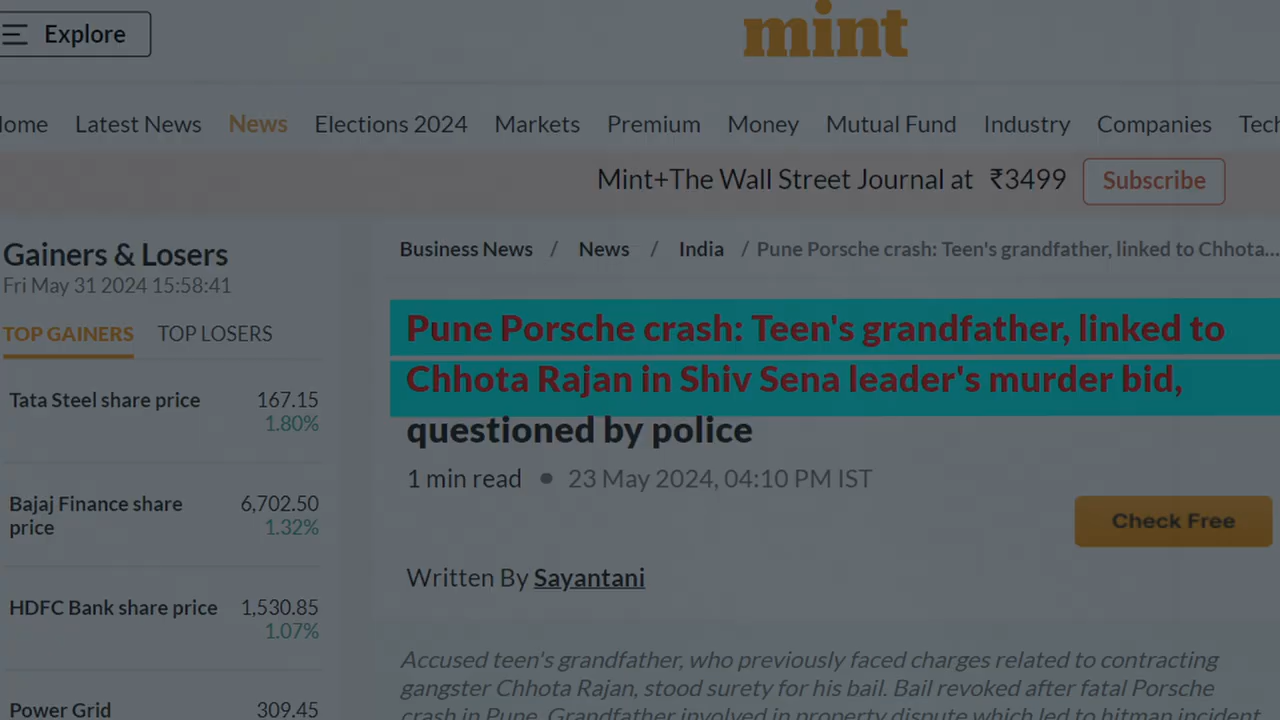 Explore
mint
Home Latest News News Elections 2024 Markets Premium Money Mutual Fund Industry Companies Tech
Mint+The Wall Street Journal at ₹3499 Subscribe
Business News / News / India / Pune Porsche crash: Teen's grandfather, linked to Chhota...
Gainers & Losers
Fri May 31 2024 15:58:41
TOP GAINERS TOP LOSERS
Tata Steel share price 167.15
1.80%
Bajaj Finance share price 6,702.50
1.32%
HDFC Bank share price 1,530.85
1.07%
Power Grid 309.45
Pune Porsche crash: Teen's grandfather, linked to
Chhota Rajan in Shiv Sena leader's murder bid,
questioned by police
1 min read • 23 May 2024, 04:10 PM IST
Check Free
Written By Sayantani
Accused teen's grandfather, who previously faced charges related to contracting
gangster Chhota Rajan, stood surety for his bail. Bail revoked after fatal Porsche
crash in Pune. Grandfather involved in property dispute which led to hitman incident